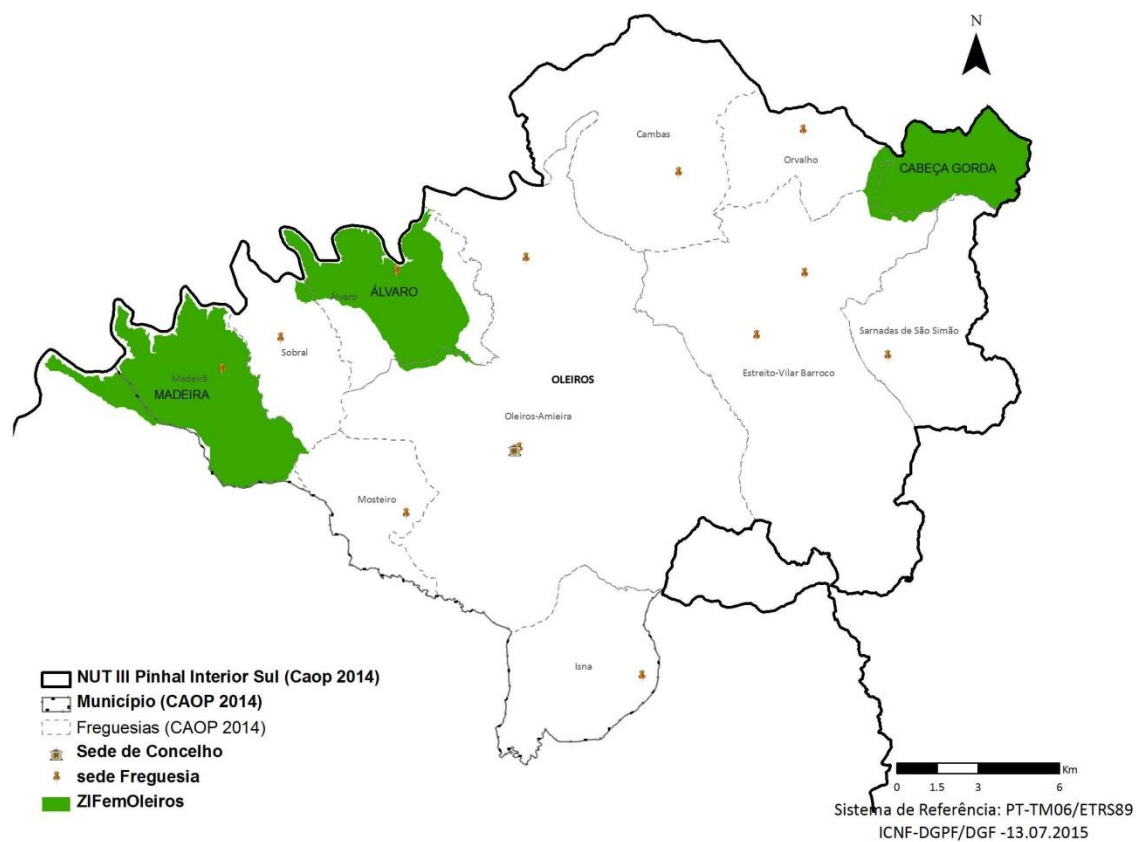 N
Cambas
Orvalho
CABEÇA GORDA
Álvaro
ÁLVARO
Sobral
Sarnadas de São Simão
Madeirã
MADEIRA
OLEIROS
Estreito-Vilar Barroco
Oleiros-Amieira
Mosteiro
Isna
NUT III Pinhal Interior Sul (Caop 2014)
Município (CAOP 2014)
Freguesias (CAOP 2014)
Sede de Concelho
sede Freguesia
ZIFemOleiros
Km
0 1.5 3 6
Sistema de Referência: PT-TM06/ETRS89
ICNF-DGPF/DGF -13.07.2015